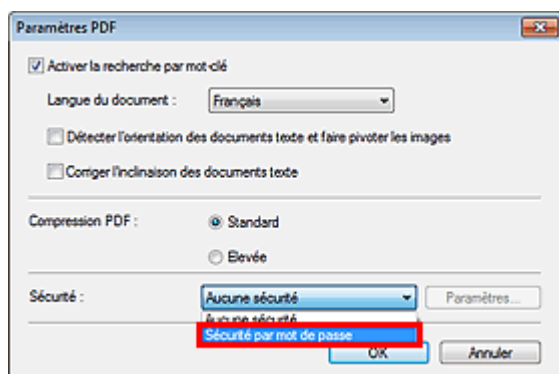 Paramètres PDF
Activer la recherche par mot-clé
Langue du document : Français
Détecter l'orientation des documents texte et faire pivoter les images
Corriger l'inclinaison des documents texte
Compression PDF : Standard
Elevée
Sécurité : Aucune sécurité Paramètres...
Aucune sécurité
Sécurité par mot de passe
OK Annuler